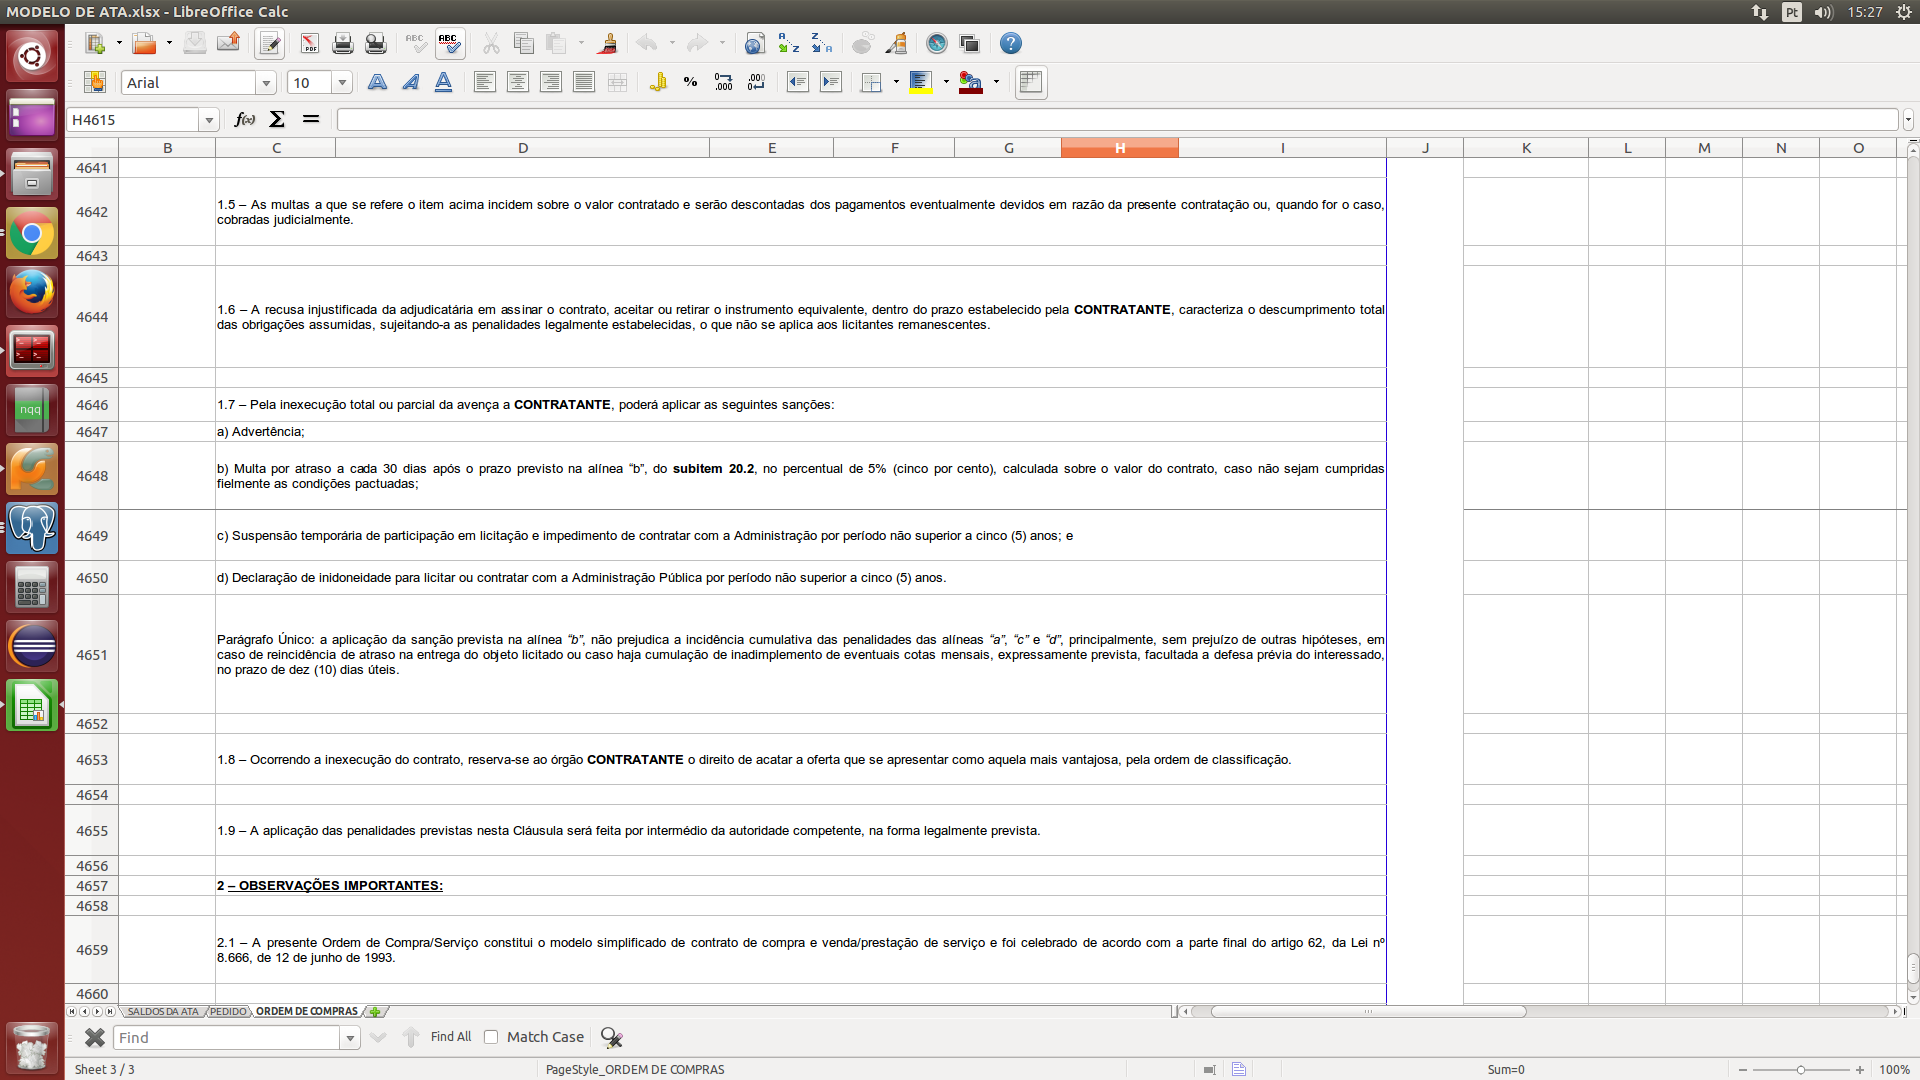 MODELO DE ATA.xlsx - LibreOffice Calc
Pt
15:27
Arial
10
H4615
B C D E F G H I J K L M N O
4641
4642
1.5 – As multas a que se refere o item acima incidem sobre o valor contratado e serão descontadas dos pagamentos eventualmente devidos em razão da presente contratação ou, quando for o caso,
cobradas judicialmente.
4643
4644
1.6 – A recusa injustificada da adjudicatária em assinar o contrato, aceitar ou retirar o instrumento equivalente, dentro do prazo estabelecido pela CONTRATANTE, caracteriza o descumprimento total
das obrigações assumidas, sujeitando-a as penalidades legalmente estabelecidas, o que não se aplica aos licitantes remanescentes.
4645
4646
1.7 – Pela inexecução total ou parcial da avença a CONTRATANTE, poderá aplicar as seguintes sanções:
4647
a) Advertência;
4648
b) Multa por atraso a cada 30 dias após o prazo previsto na alínea “b”, do subitem 20.2, no percentual de 5% (cinco por cento), calculada sobre o valor do contrato, caso não sejam cumpridas
fielmente as condições pactuadas;
4649
c) Suspensão temporária de participação em licitação e impedimento de contratar com a Administração por período não superior a cinco (5) anos; e
4650
d) Declaração de inidoneidade para licitar ou contratar com a Administração Pública por período não superior a cinco (5) anos.
4651
Parágrafo Único: a aplicação da sanção prevista na alínea “b”, não prejudica a incidência cumulativa das penalidades das alíneas “a”, “c” e “d”, principalmente, sem prejuízo de outras hipóteses, em
caso de reincidência de atraso na entrega do objeto licitado ou caso haja cumulação de inadimplemento de eventuais cotas mensais, expressamente prevista, facultada a defesa prévia do interessado,
no prazo de dez (10) dias úteis.
4652
4653
1.8 – Ocorrendo a inexecução do contrato, reserva-se ao órgão CONTRATANTE o direito de acatar a oferta que se apresentar como aquela mais vantajosa, pela ordem de classificação.
4654
4655
1.9 – A aplicação das penalidades previstas nesta Cláusula será feita por intermédio da autoridade competente, na forma legalmente prevista.
4656
4657
2 – OBSERVAÇÕES IMPORTANTES:
4658
4659
2.1 – A presente Ordem de Compra/Serviço constitui o modelo simplificado de contrato de compra e venda/prestação de serviço e foi celebrado de acordo com a parte final do artigo 62, da Lei nº
8.666, de 12 de junho de 1993.
4660
nqq
SALDOS DA ATA PEDIDO ORDEM DE COMPRAS
Find Find All Match Case
Sheet 3 / 3 PageStyle_ORDEM DE COMPRAS Sum=0 100%